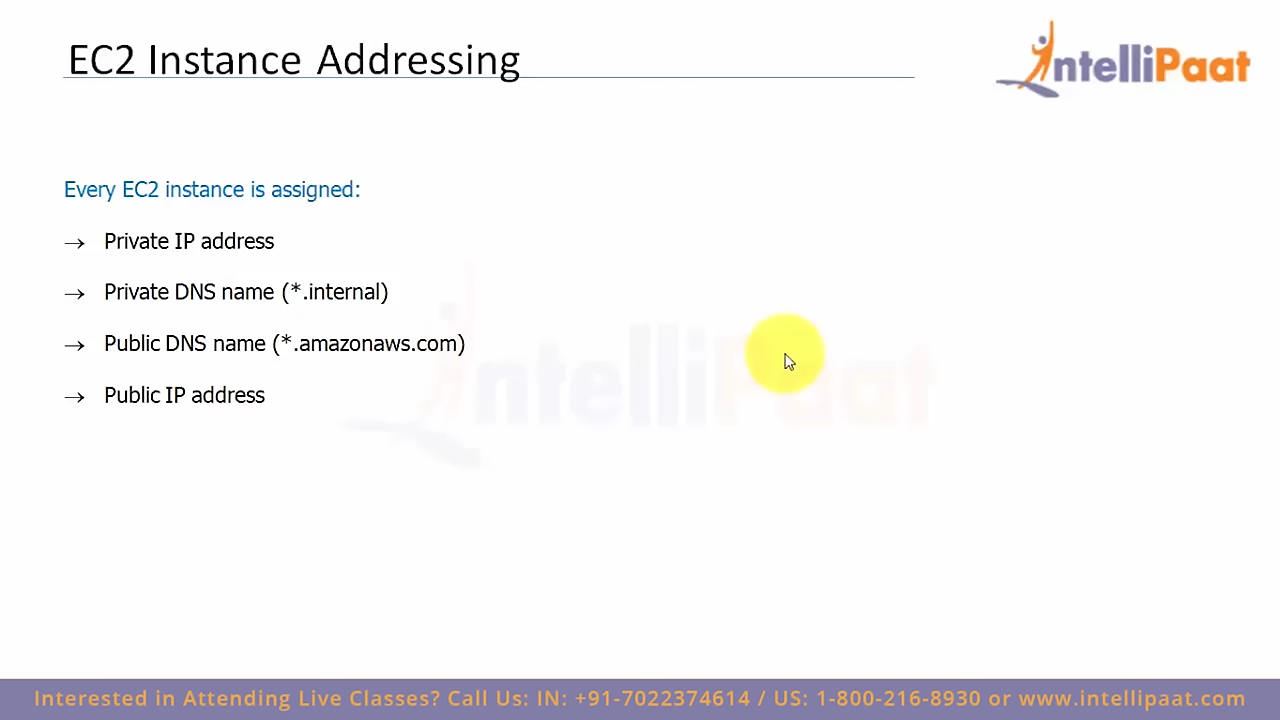 EC2 Instance Addressing
IntelliPaat
Every EC2 instance is assigned:
→ Private IP address
→ Private DNS name (*.internal)
→ Public DNS name (*.amazonaws.com)
→ Public IP address
IntelliPaat
Interested in Attending Live Classes? Call Us: IN: +91-7022374614 / US: 1-800-216-8930 or www.intellipaat.com